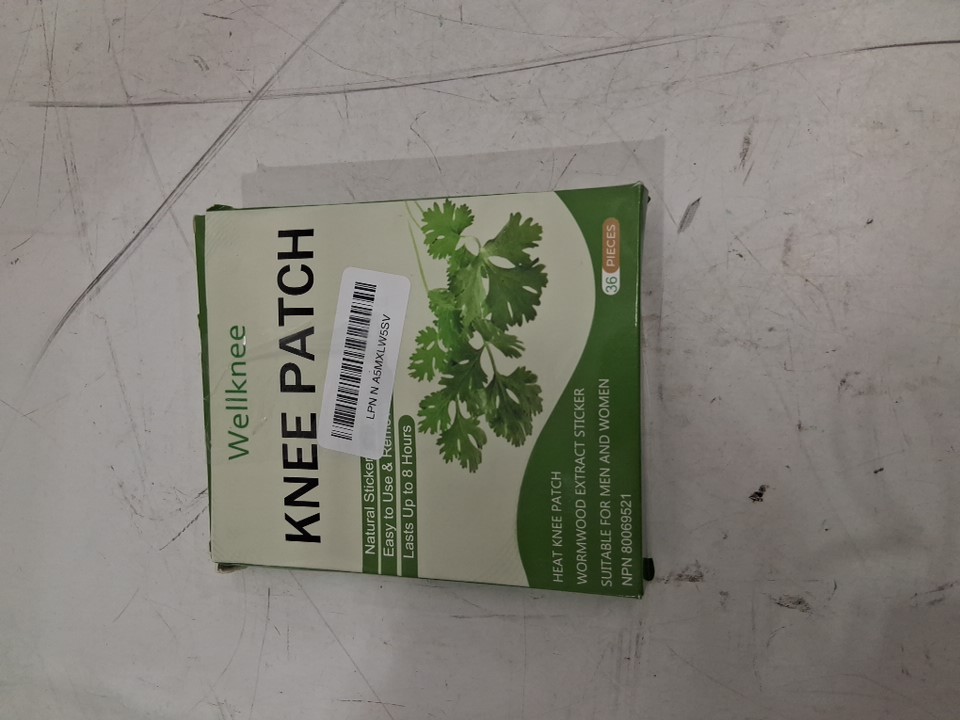 Wellknee
KNEE PATCH
LPN N A5MXLW5SV
Natural Sticker
Easy to Use &
Lasts Up to 8 Hours
36 PIECES
HEAT KNEE PATCH
WORMWOOD EXTRACT STICKER
SUITABLE FOR MEN AND WOMEN
NPN 80069521